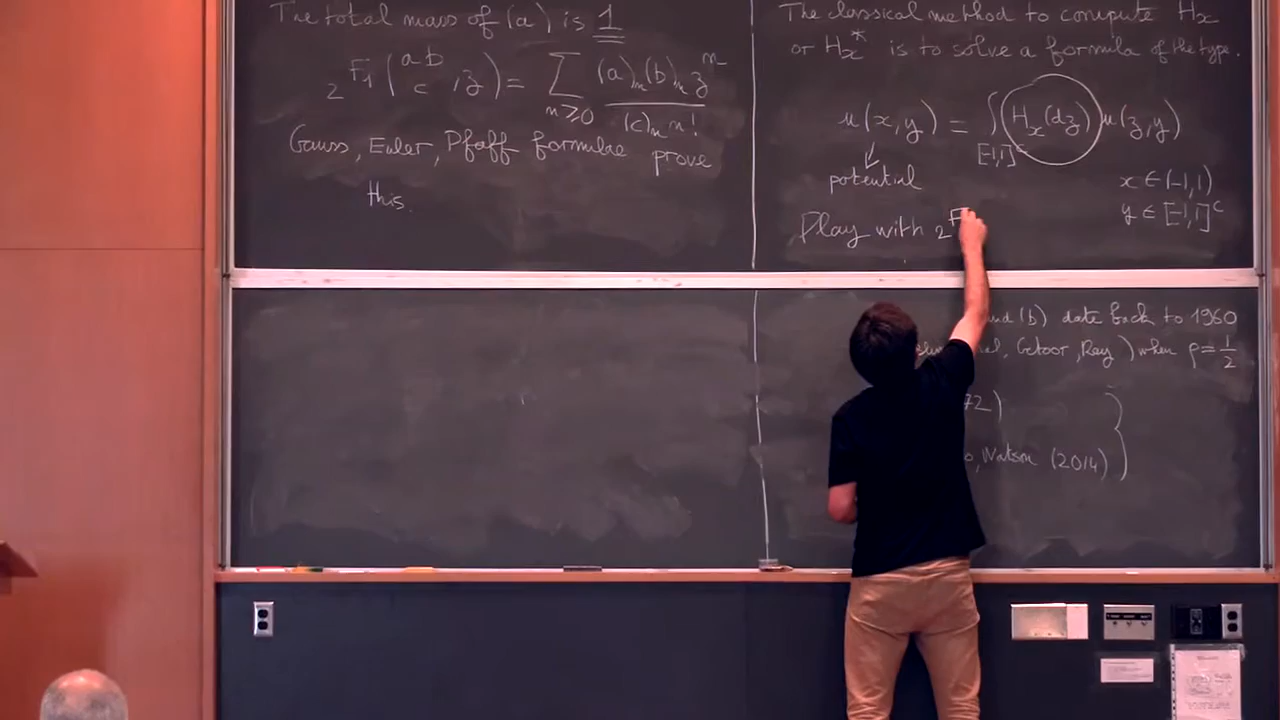 The total mass of (a) is 1
₂F₁ ( a b c , z ) = ∑ n≥0 (a)ₙ(b)ₙ zⁿ / (c)ₙ n!
Gauss, Euler, Pfaff formulae prove
this.
The classical method to compute Hₓ
or Hₓ* is to solve a formula of the type.
u(x,y) = ∫ [-1,1]ᶜ Hₓ(dz) u(z,y)
potential
x ∈ (-1,1)
y ∈ [-1,1]ᶜ
Play with ₂F
(b) date back to 1960
Getoor, Ray ) when ρ = 1/2
72)
, Watson (2014)